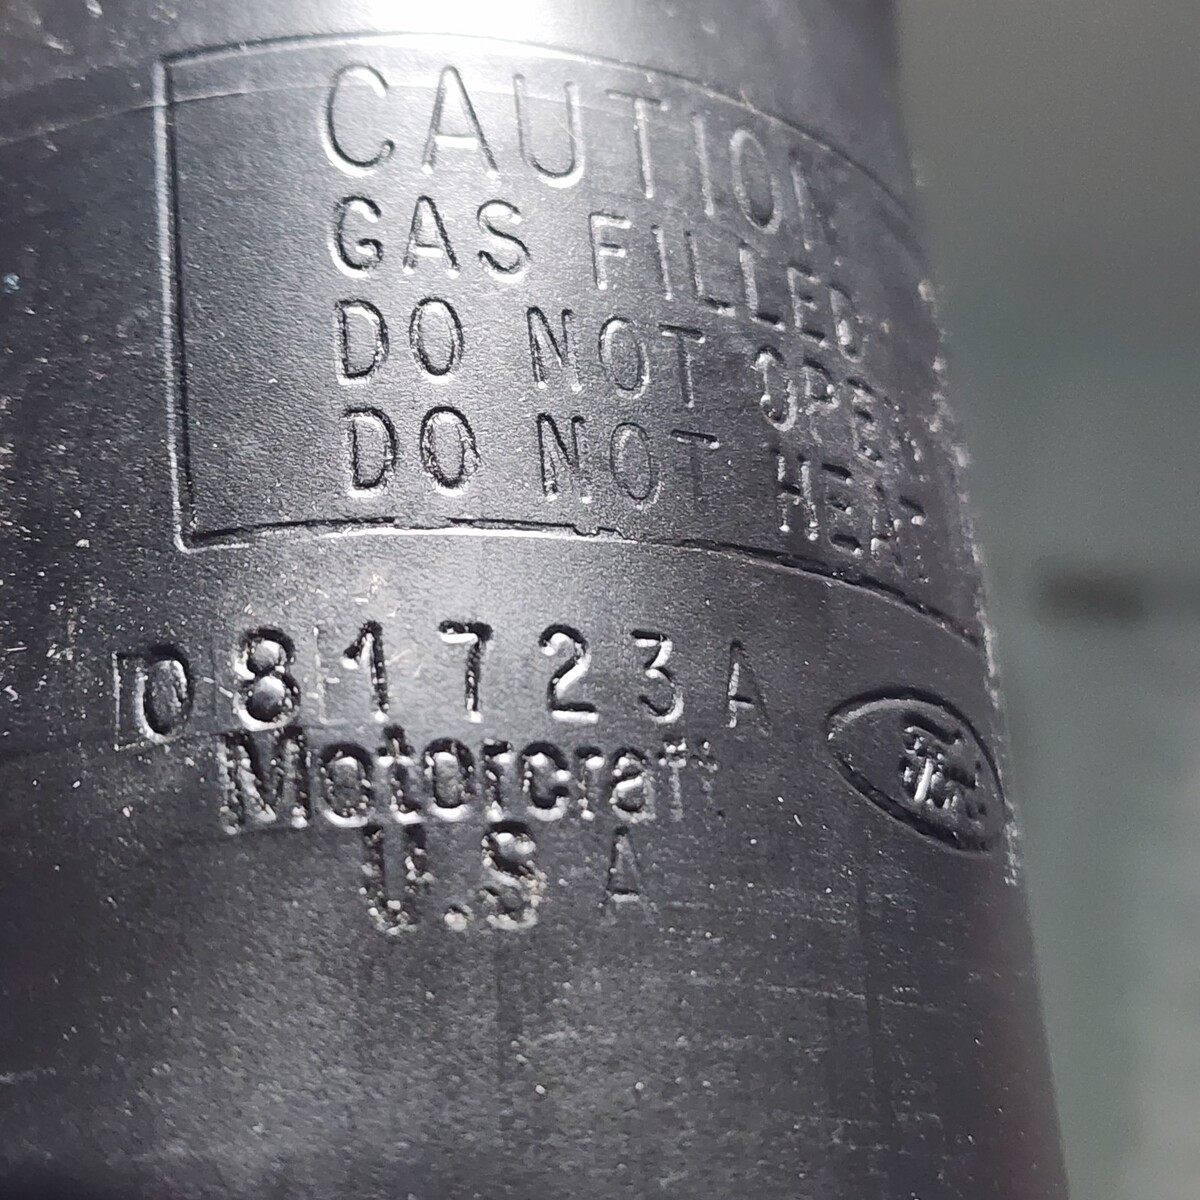 CAUTION
GAS FILLED
DO NOT OPEN
DO NOT HEAT
D81723A
Motorcraft
U.S A